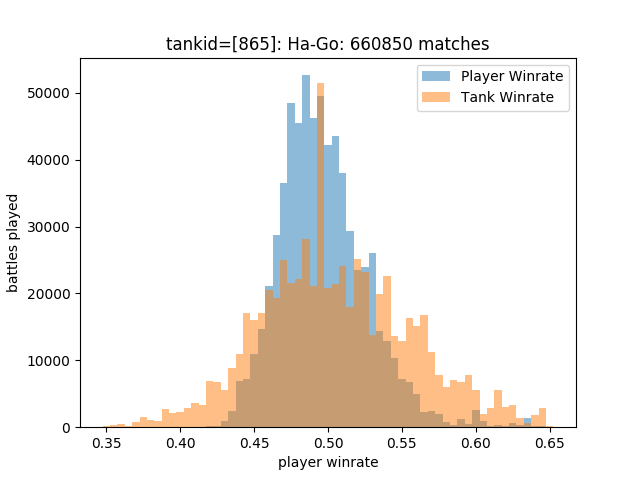 tankid=[865]: Ha-Go: 660850 matches
Player Winrate
Tank Winrate
battles played
50000
40000
30000
20000
10000
0
0.35 0.40 0.45 0.50 0.55 0.60 0.65
player winrate